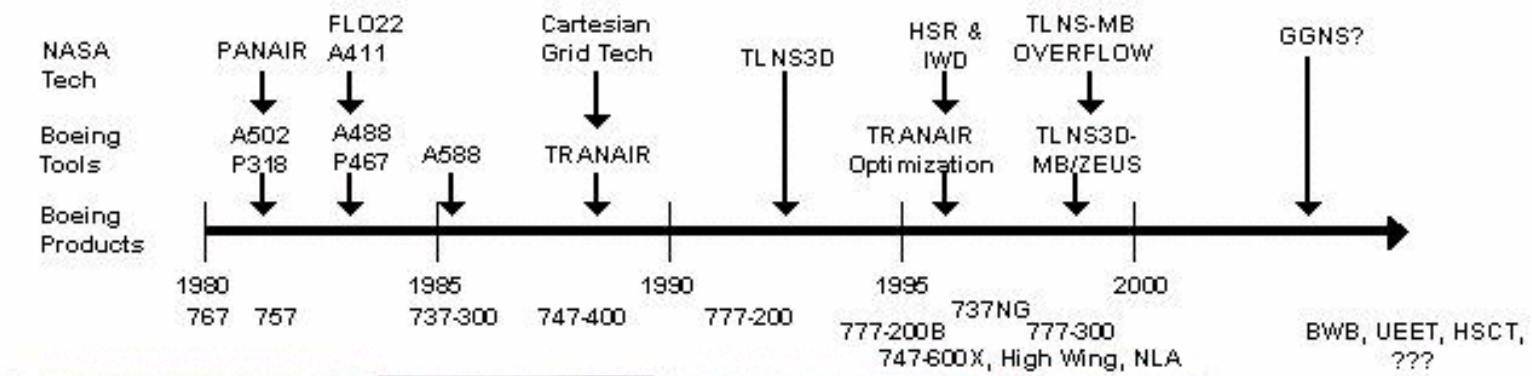 NASA Tech
PANAIR
FLO22
A411
Cartesian
Grid Tech
TLNS3D
HSR &
IWD
TLNS-MB
OVERFLOW
GGNS?
Boeing
Tools
A502
P318
A488
P467
A588
TRANAIR
TRANAIR
Optimization
TLNS3D-
MB/ZEUS
Boeing
Products
1980
1985
1990
1995
2000
767
757
737-300
747-400
777-200
737NG
777-200B
777-300
747-600X, High Wing, NLA
BWB, UEET, HSCT,
???